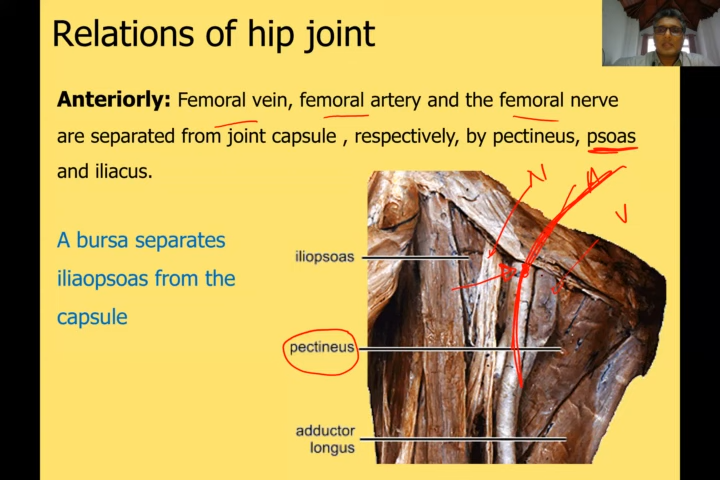 Relations of hip joint
Anteriorly: Femoral vein, femoral artery and the femoral nerve
are separated from joint capsule , respectively, by pectineus, psoas
and iliacus.
N
A
V
A bursa separates
iliaopsoas from the
capsule
iliopsoas
pectineus
adductor
longus